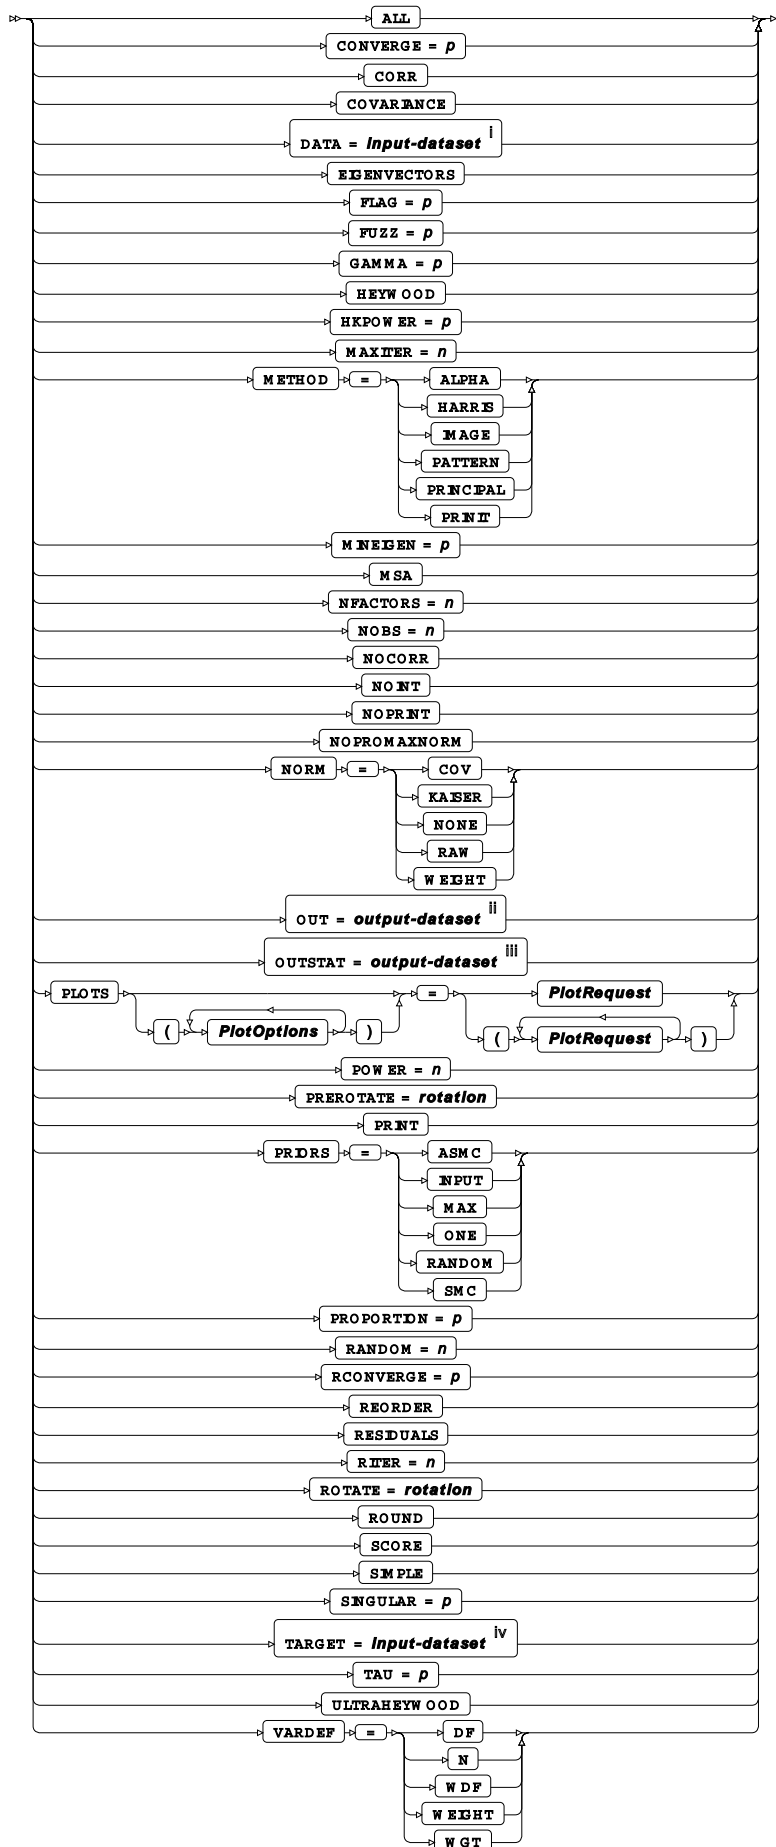 ALL
CONVERGE = p
CORR
COVARIANCE
DATA = input-dataset i
EIGENVECTORS
FLAG = p
FUZZ = p
GAMMA = p
HEYWOOD
HKPOWER = p
MAXITER = n
METHOD = ALPHA
HARRIS
IMAGE
PATTERN
PRINCIPAL
PRINIT
MINEIGEN = p
MSA
NFACTORS = n
NOBS = n
NOCORR
NOINT
NOPRINT
NOPROMAXNORM
NORM = COV
KAISER
NONE
RAW
WEIGHT
OUT = output-dataset ii
OUTSTAT = output-dataset iii
PLOTS = PlotRequest
( PlotOptions ) ( PlotRequest )
POWER = n
PREROTATE = rotation
PRINT
PRIORS = ASMC
INPUT
MAX
ONE
RANDOM
SMC
PROPORTION = p
RANDOM = n
RCONVERGE = p
REORDER
RESIDUALS
RITER = n
ROTATE = rotation
ROUND
SCORE
SIMPLE
SINGULAR = p
TARGET = input-dataset iv
TAU = p
ULTRAHEYWOOD
VARDEF = DF
N
WDF
WEIGHT
WGT